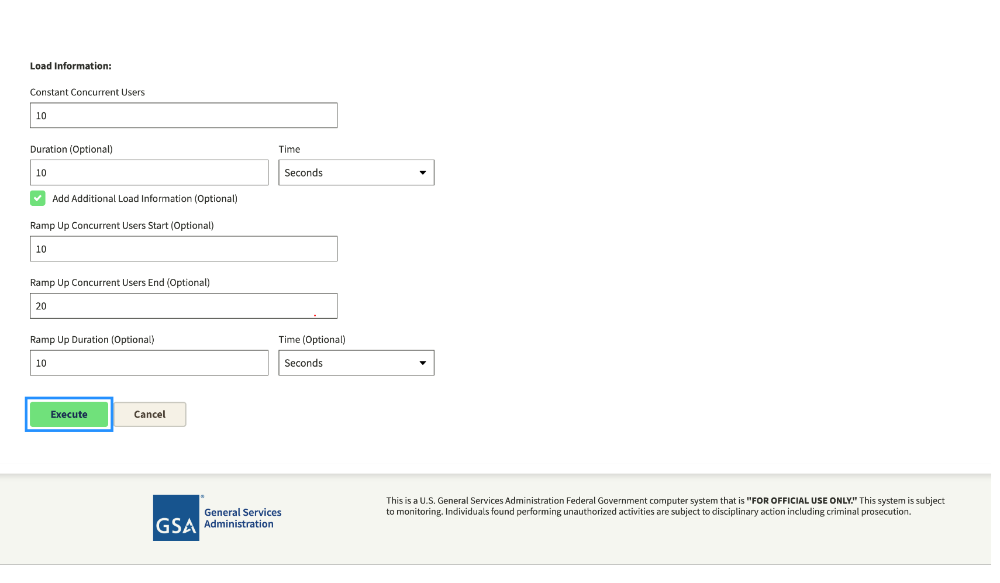 Load Information:
Constant Concurrent Users
10
Duration (Optional)
Time
10
Seconds
Add Additional Load Information (Optional)
Ramp Up Concurrent Users Start (Optional)
10
Ramp Up Concurrent Users End (Optional)
20
Ramp Up Duration (Optional)
Time (Optional)
10
Seconds
Execute
Cancel
GSA
®
General Services
Administration
This is a U.S. General Services Administration Federal Government computer system that is "FOR OFFICIAL USE ONLY." This system is subject
to monitoring. Individuals found performing unauthorized activities are subject to disciplinary action including criminal prosecution.